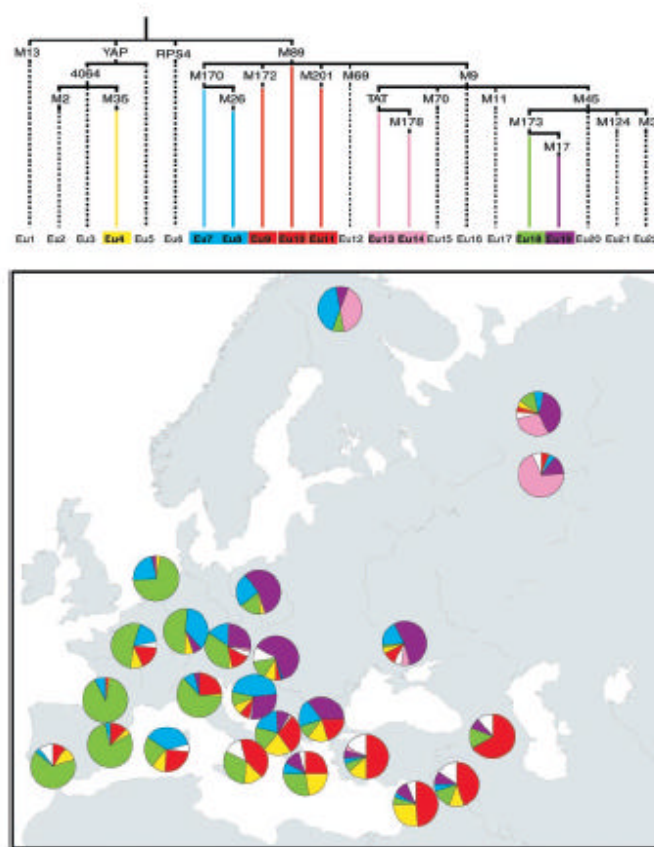 M13 YAP RPS4 M89
4064 M170 M172 M201 M69 M9
M2 M35 M26 TAT M70 M11 M45
M178 M173 M124
M17
Eu1 Eu2 Eu3 Eu4 Eu5 Eu6 Eu7 Eu8 Eu9 Eu10 Eu11 Eu12 Eu13 Eu14 Eu15 Eu16 Eu17 Eu18 Eu19 Eu20 Eu21